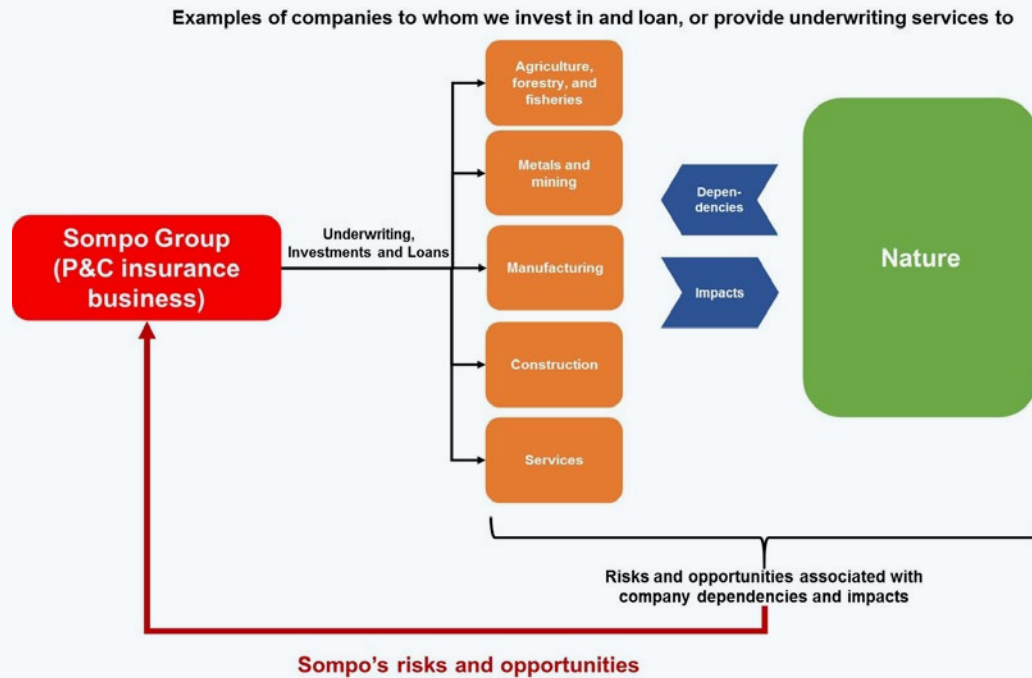 Examples of companies to whom we invest in and loan, or provide underwriting services to
Agriculture,
forestry, and
fisheries
Metals and
mining
Depen-
dencies
Sompo Group
(P&C insurance
business)
Underwriting,
Investments and Loans
Manufacturing
Nature
Impacts
Construction
Services
Risks and opportunities associated with
company dependencies and impacts
Sompo's risks and opportunities